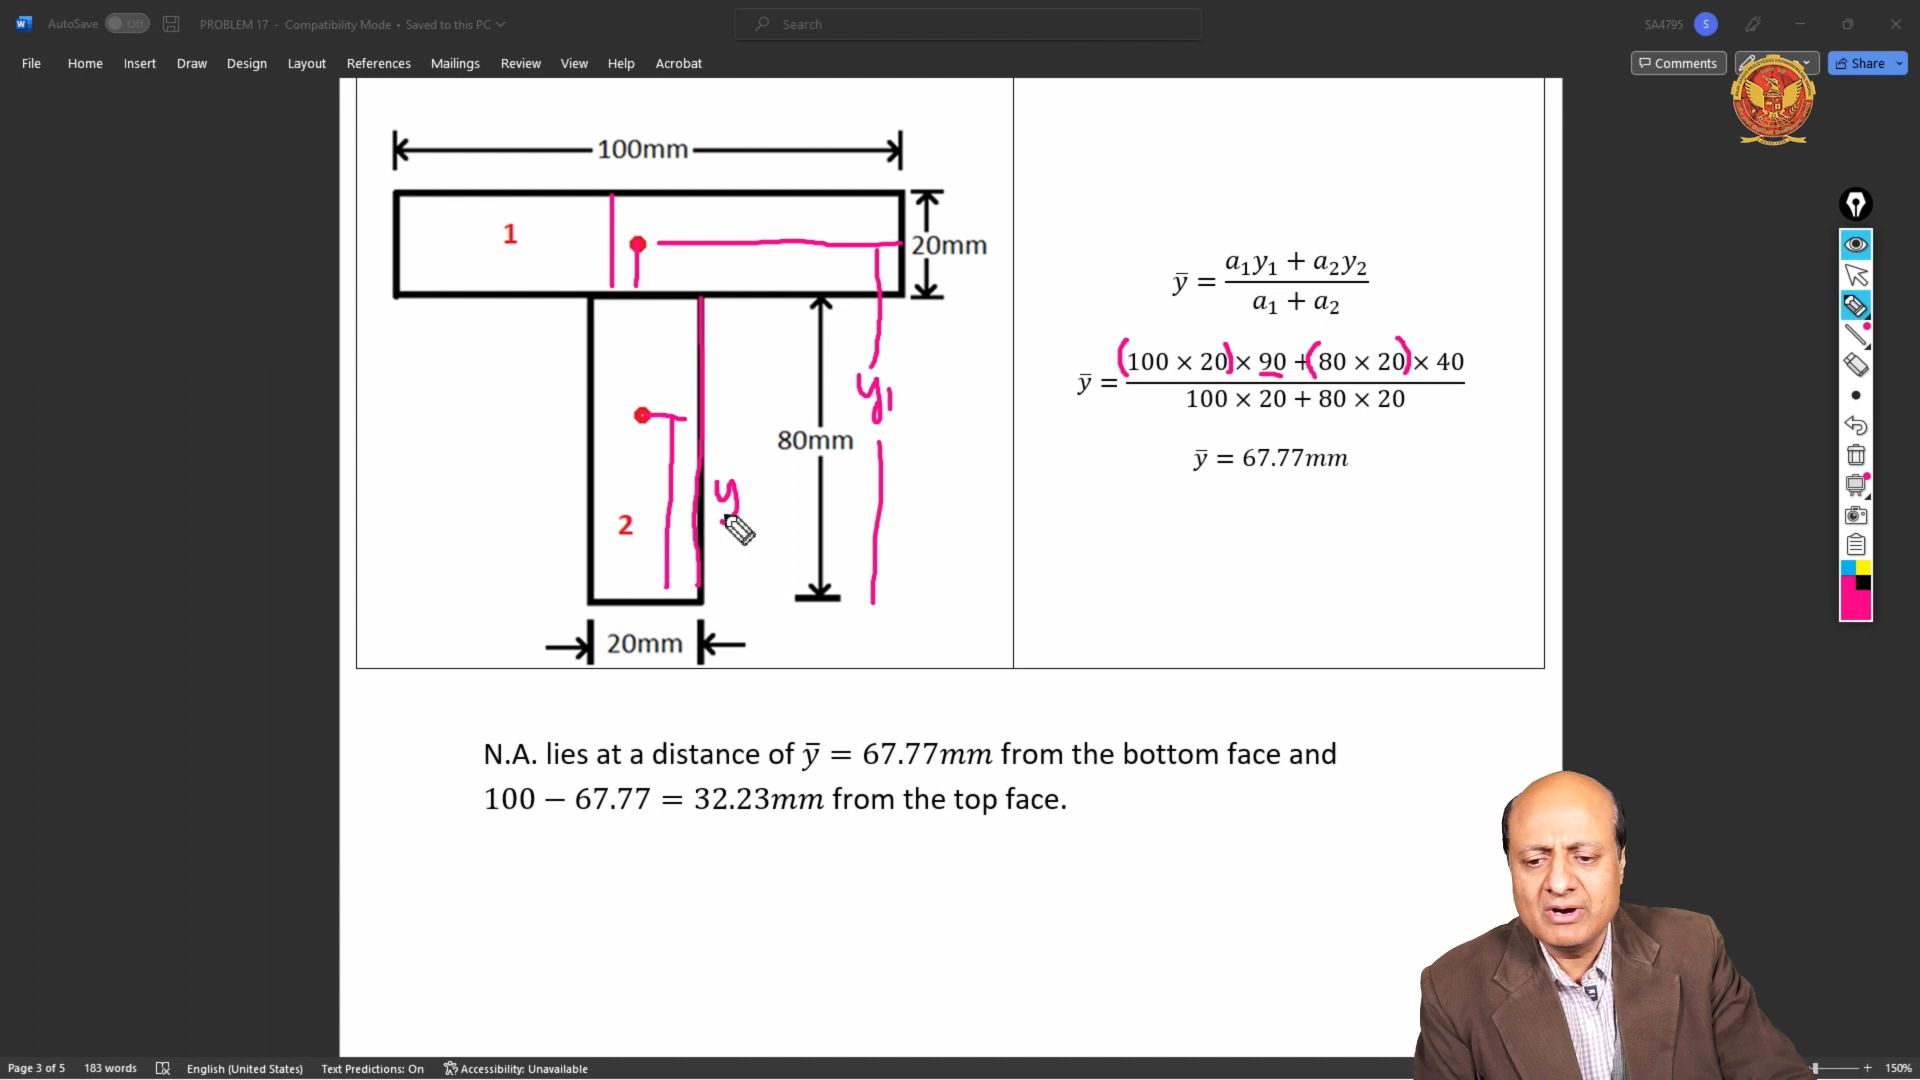 AutoSave Off PROBLEM 17 - Compatibility Mode • Saved to this PC Search SA4795 S
File Home Insert Draw Design Layout References Mailings Review View Help Acrobat Comments Share
100mm
1
20mm
y1
80mm
y
2
20mm
ȳ = (a₁y₁ + a₂y₂) / (a₁ + a₂)
ȳ = ((100 × 20) × 90 + (80 × 20) × 40) / (100 × 20 + 80 × 20)
ȳ = 67.77mm
N.A. lies at a distance of ȳ = 67.77mm from the bottom face and
100 − 67.77 = 32.23mm from the top face.
Page 3 of 5 183 words English (United States) Text Predictions: On Accessibility: Unavailable + 150%